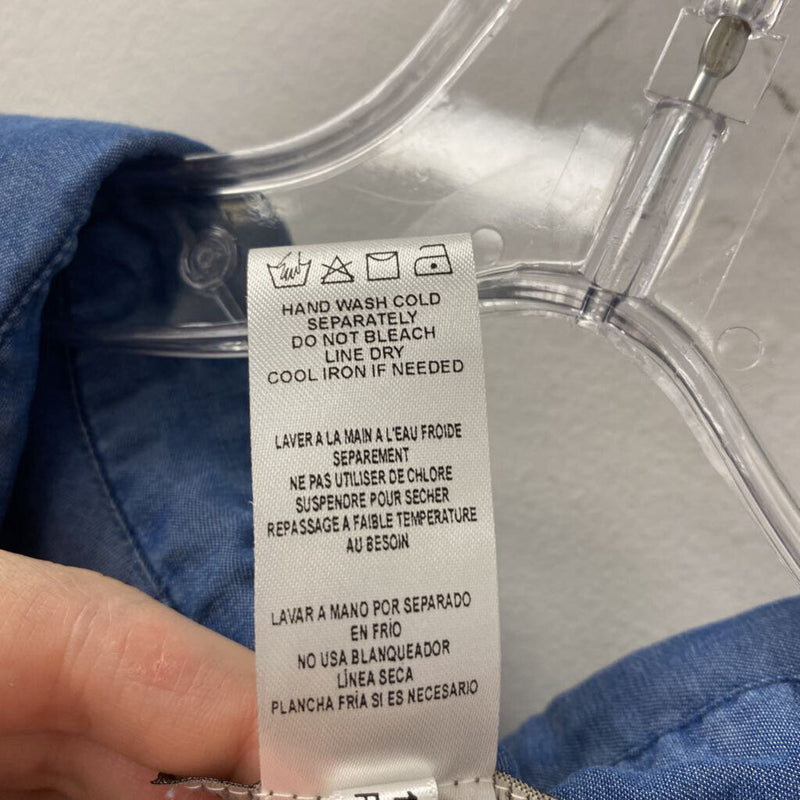 HAND WASH COLD
SEPARATELY
DO NOT BLEACH
LINE DRY
COOL IRON IF NEEDED
LAVER A LA MAIN A L'EAU FROIDE
SEPAREMENT
NE PAS UTILISER DE CHLORE
SUSPENDRE POUR SECHER
REPASSAGE A FAIBLE TEMPERATURE
AU BESOIN
LAVAR A MANO POR SEPARADO
EN FRÍO
NO USA BLANQUEADOR
LÍNEA SECA
PLANCHA FRÍA SI ES NECESARIO